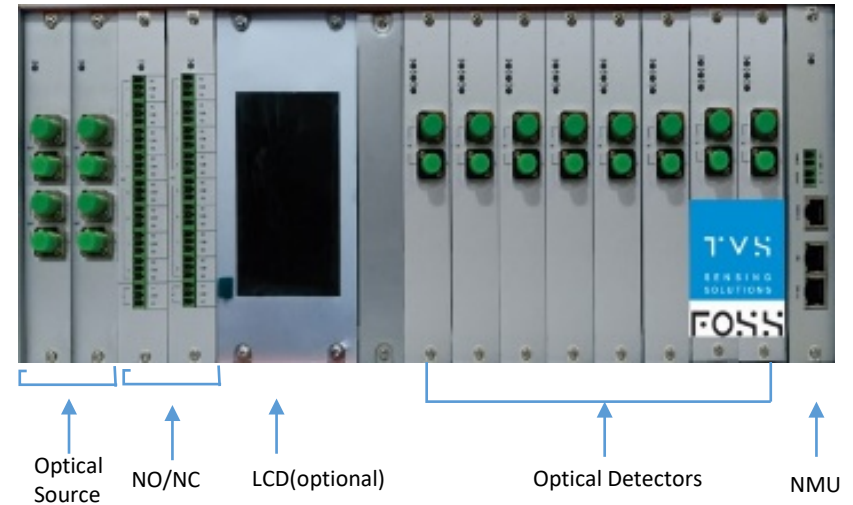 TVS
SENSING
SOLUTIONS
FOSS
Optical
Source
NO/NC
LCD(optional)
Optical Detectors
NMU